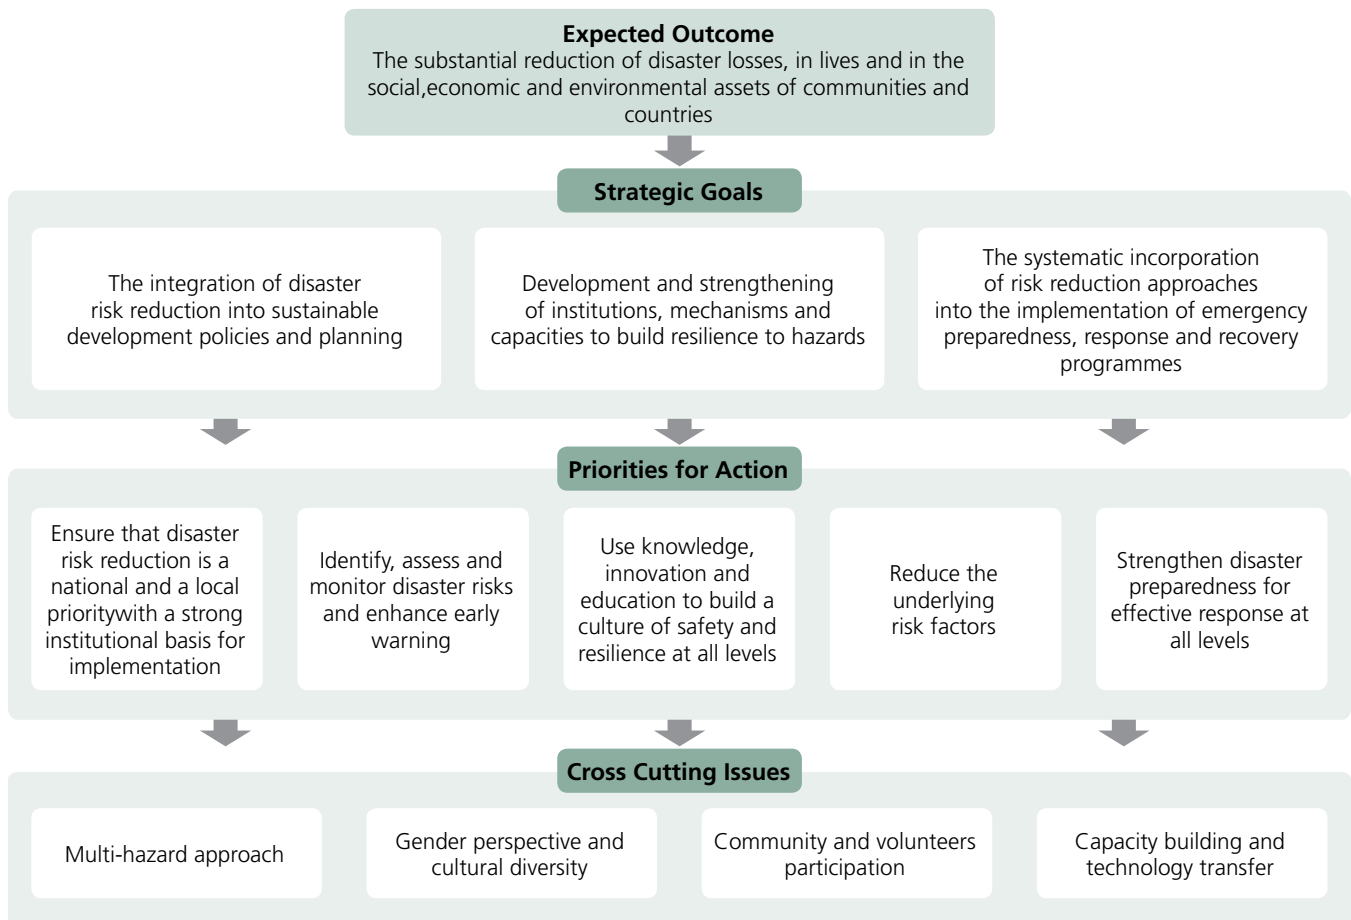 Expected Outcome
The substantial reduction of disaster losses, in lives and in the
social,economic and environmental assets of communities and
countries
Strategic Goals
The integration of disaster
risk reduction into sustainable
development policies and planning
Development and strengthening
of institutions, mechanisms and
capacities to build resilience to hazards
The systematic incorporation
of risk reduction approaches
into the implementation of emergency
preparedness, response and recovery
programmes
Priorities for Action
Ensure that disaster
risk reduction is a
national and a local
prioritywith a strong
institutional basis for
implementation
Identify, assess and
monitor disaster risks
and enhance early
warning
Use knowledge,
innovation and
education to build a
culture of safety and
resilience at all levels
Reduce the
underlying
risk factors
Strengthen disaster
preparedness for
effective response at
all levels
Cross Cutting Issues
Multi-hazard approach
Gender perspective and
cultural diversity
Community and volunteers
participation
Capacity building and
technology transfer